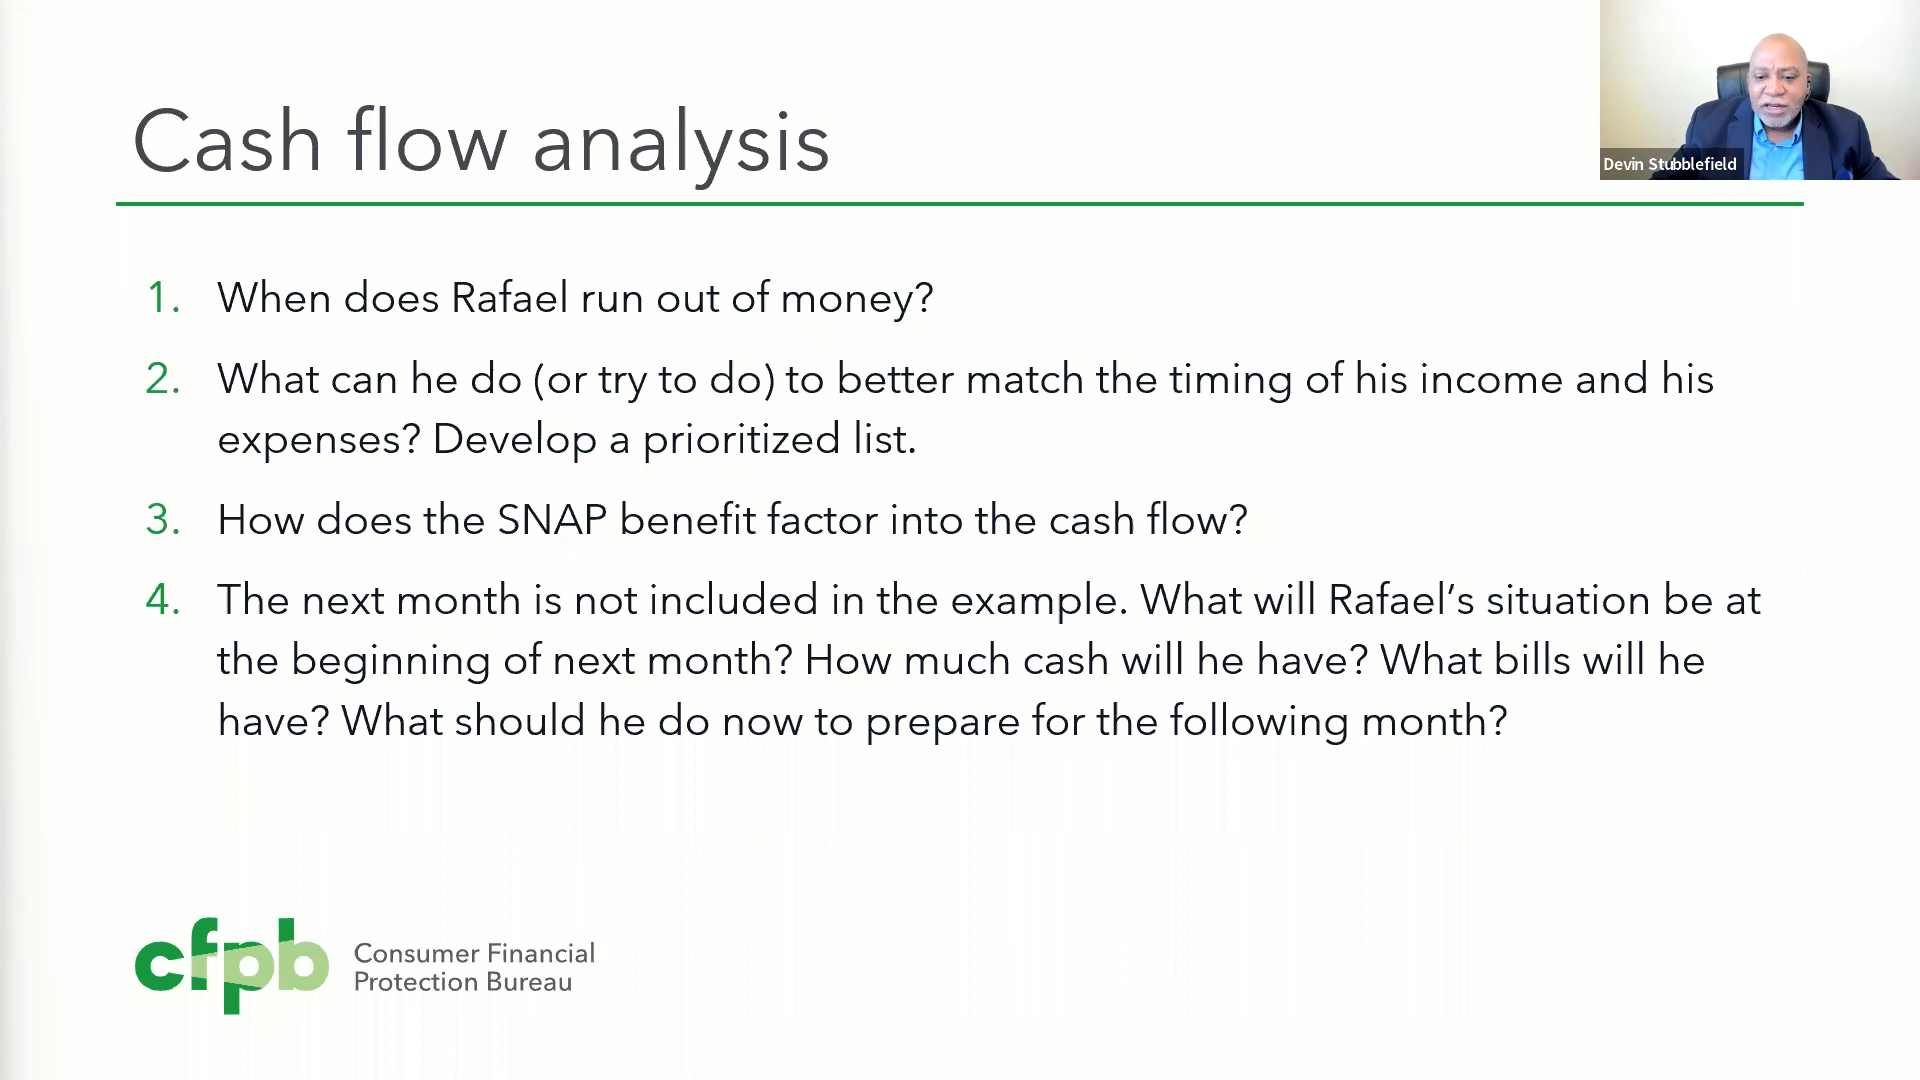 Cash flow analysis
Devin Stubblefield
1. When does Rafael run out of money?
2. What can he do (or try to do) to better match the timing of his income and his
expenses? Develop a prioritized list.
3. How does the SNAP benefit factor into the cash flow?
4. The next month is not included in the example. What will Rafael’s situation be at
the beginning of next month? How much cash will he have? What bills will he
have? What should he do now to prepare for the following month?
cfpb
Consumer Financial
Protection Bureau